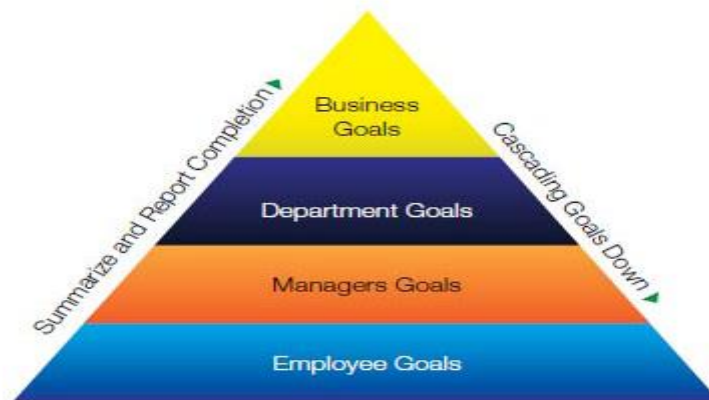 Business
Goals
Summarize and Report Completion
Cascading Goals Down
Department Goals
Managers Goals
Employee Goals